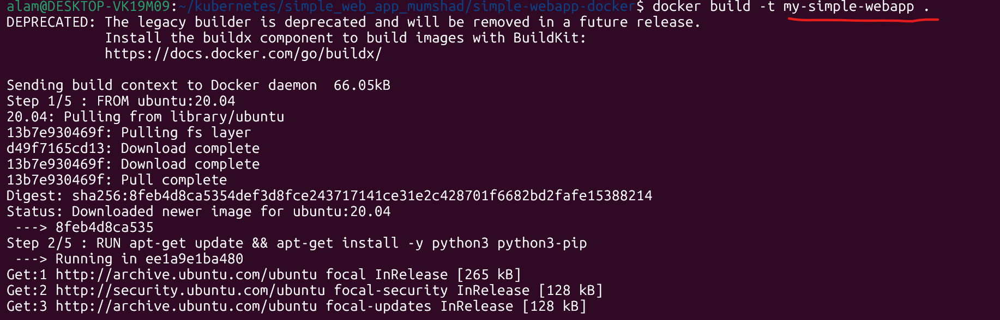 alam@DESKTOP-VK19M09:~/kubernetes/simple_web_app_mumshad/simple-webapp-docker$ docker build -t my-simple-webapp .
DEPRECATED: The legacy builder is deprecated and will be removed in a future release.
            Install the buildx component to build images with BuildKit:
            https://docs.docker.com/go/buildx/

Sending build context to Docker daemon  66.05kB
Step 1/5 : FROM ubuntu:20.04
20.04: Pulling from library/ubuntu
13b7e930469f: Pulling fs layer
d49f7165cd13: Download complete
13b7e930469f: Download complete
13b7e930469f: Pull complete
Digest: sha256:8feb4d8ca5354def3d8fce243717141ce31e2c428701f6682bd2fafe15388214
Status: Downloaded newer image for ubuntu:20.04
 ---> 8feb4d8ca535
Step 2/5 : RUN apt-get update && apt-get install -y python3 python3-pip
 ---> Running in ee1a9e1ba480
Get:1 http://archive.ubuntu.com/ubuntu focal InRelease [265 kB]
Get:2 http://security.ubuntu.com/ubuntu focal-security InRelease [128 kB]
Get:3 http://archive.ubuntu.com/ubuntu focal-updates InRelease [128 kB]